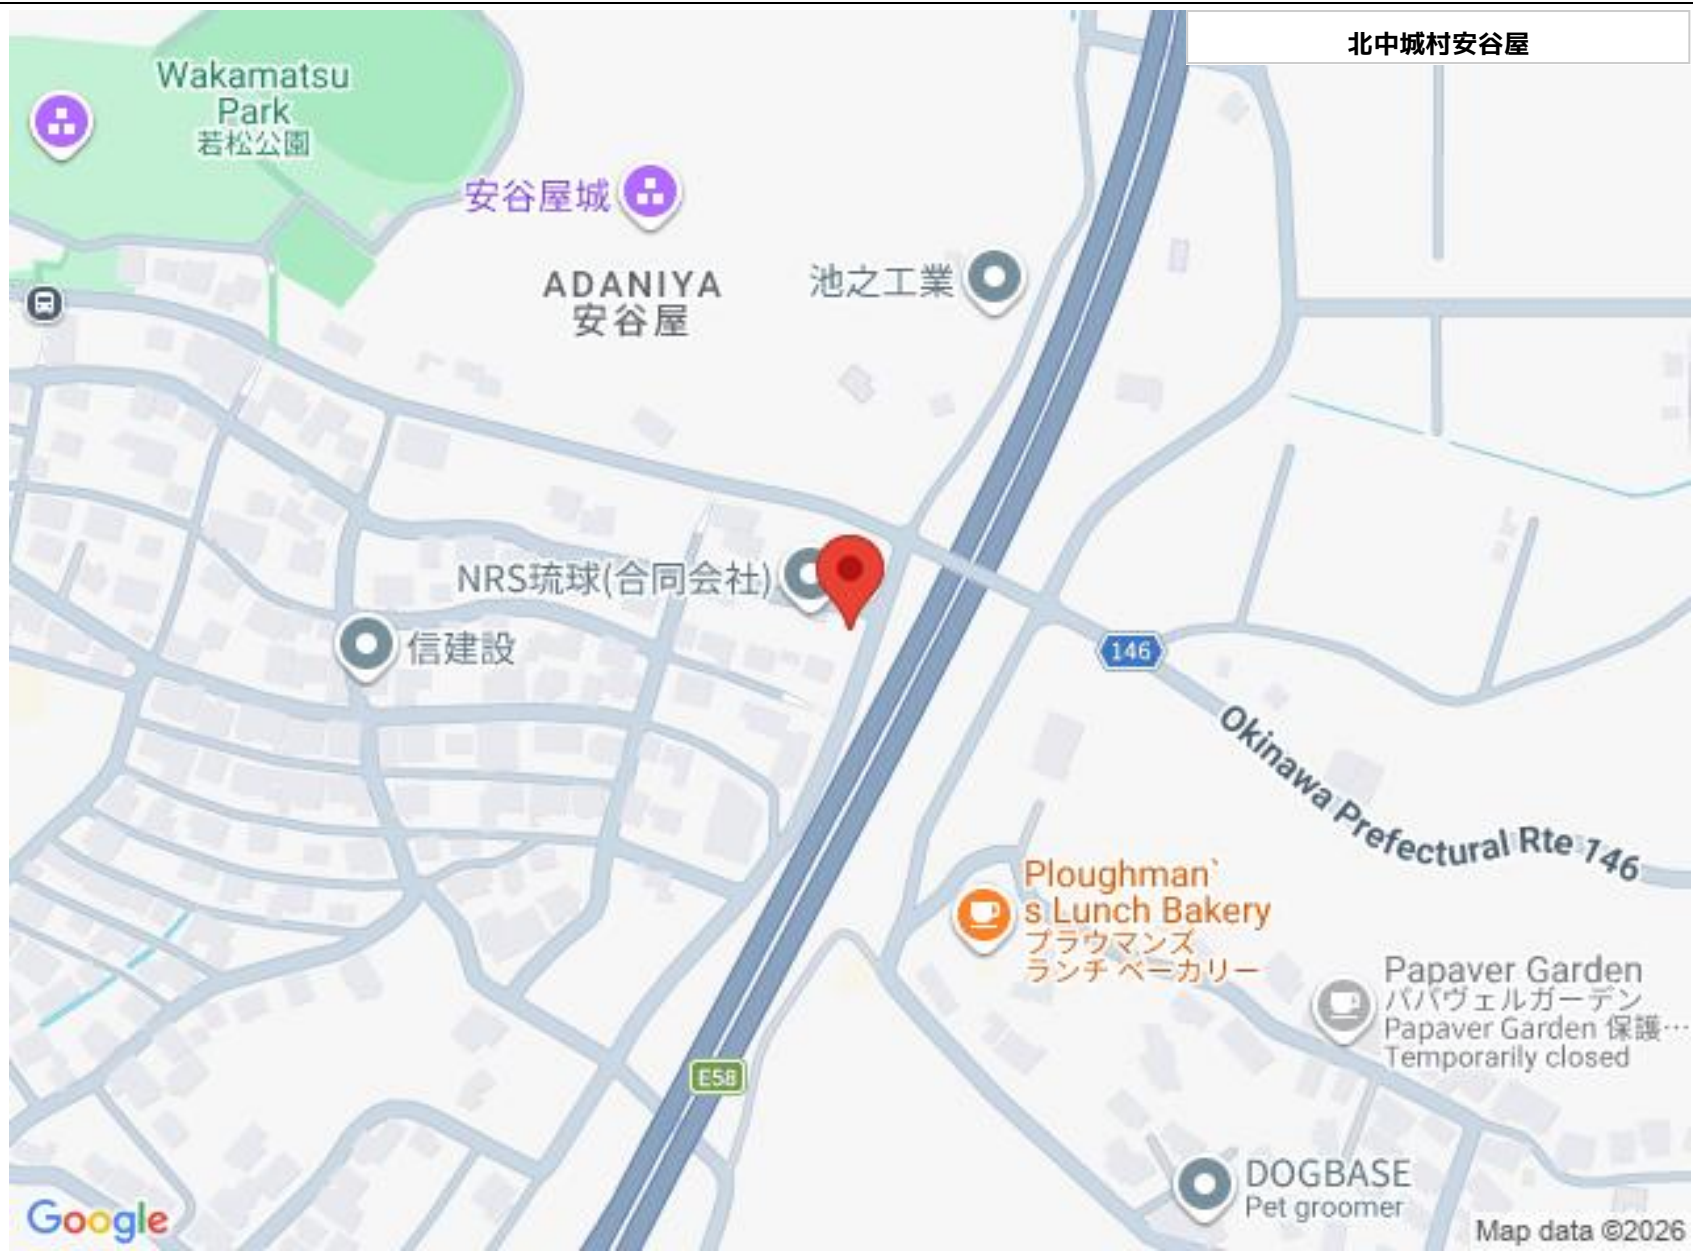 北中城村安谷屋
Wakamatsu
Park
若松公園
安谷屋城
ADANIYA
安谷屋
池之工業
NRS琉球(合同会社)
信建設
146
Okinawa Prefectural Rte 146
Ploughman`
s Lunch Bakery
プラウマンズ
ランチ ベーカリー
Papaver Garden
パパヴェルガーデン
Papaver Garden 保護…
Temporarily closed
E58
DOGBASE
Pet groomer
Google
Map data ©2026